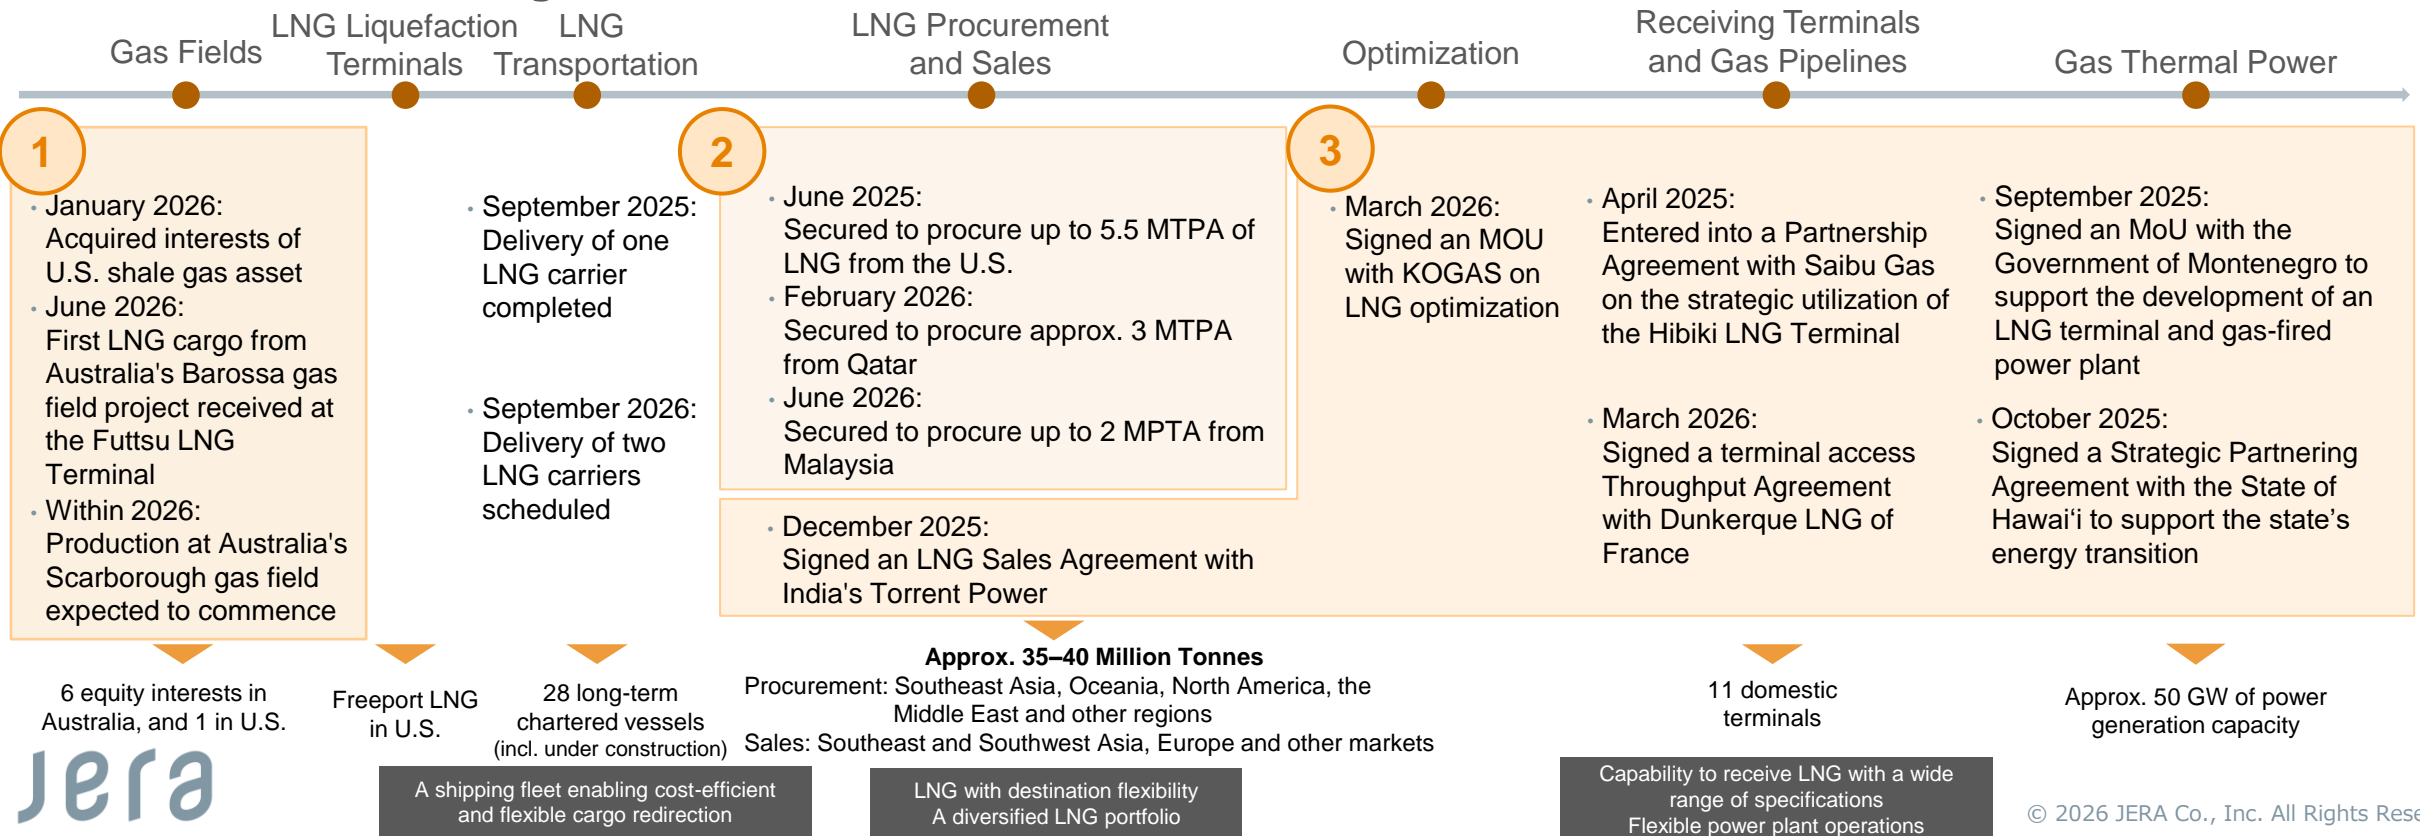 Gas Fields
LNG Liquefaction
Terminals
LNG
Transportation
LNG Procurement
and Sales
Optimization
Receiving Terminals
and Gas Pipelines
Gas Thermal Power
1
· January 2026:
Acquired interests of
U.S. shale gas asset
· June 2026:
First LNG cargo from
Australia's Barossa gas
field project received at
the Futtsu LNG
Terminal
· Within 2026:
Production at Australia's
Scarborough gas field
expected to commence
· September 2025:
Delivery of one
LNG carrier
completed
· September 2026:
Delivery of two
LNG carriers
scheduled
2
· June 2025:
Secured to procure up to 5.5 MTPA of
LNG from the U.S.
· February 2026:
Secured to procure approx. 3 MTPA
from Qatar
· June 2026:
Secured to procure up to 2 MPTA from
Malaysia
· December 2025:
Signed an LNG Sales Agreement with
India's Torrent Power
3
· March 2026:
Signed an MOU
with KOGAS on
LNG optimization
· April 2025:
Entered into a Partnership
Agreement with Saibu Gas
on the strategic utilization of
the Hibiki LNG Terminal
· March 2026:
Signed a terminal access
Throughput Agreement
with Dunkerque LNG of
France
· September 2025:
Signed an MoU with the
Government of Montenegro to
support the development of an
LNG terminal and gas-fired
power plant
· October 2025:
Signed a Strategic Partnering
Agreement with the State of
Hawai‘i to support the state’s
energy transition
6 equity interests in
Australia, and 1 in U.S.
Freeport LNG
in U.S.
28 long-term
chartered vessels
(incl. under construction)
Approx. 35–40 Million Tonnes
Procurement: Southeast Asia, Oceania, North America, the
Middle East and other regions
Sales: Southeast and Southwest Asia, Europe and other markets
11 domestic
terminals
Approx. 50 GW of power
generation capacity
Jera
A shipping fleet enabling cost-efficient
and flexible cargo redirection
LNG with destination flexibility
A diversified LNG portfolio
Capability to receive LNG with a wide
range of specifications
Flexible power plant operations
© 2026 JERA Co., Inc. All Rights Rese